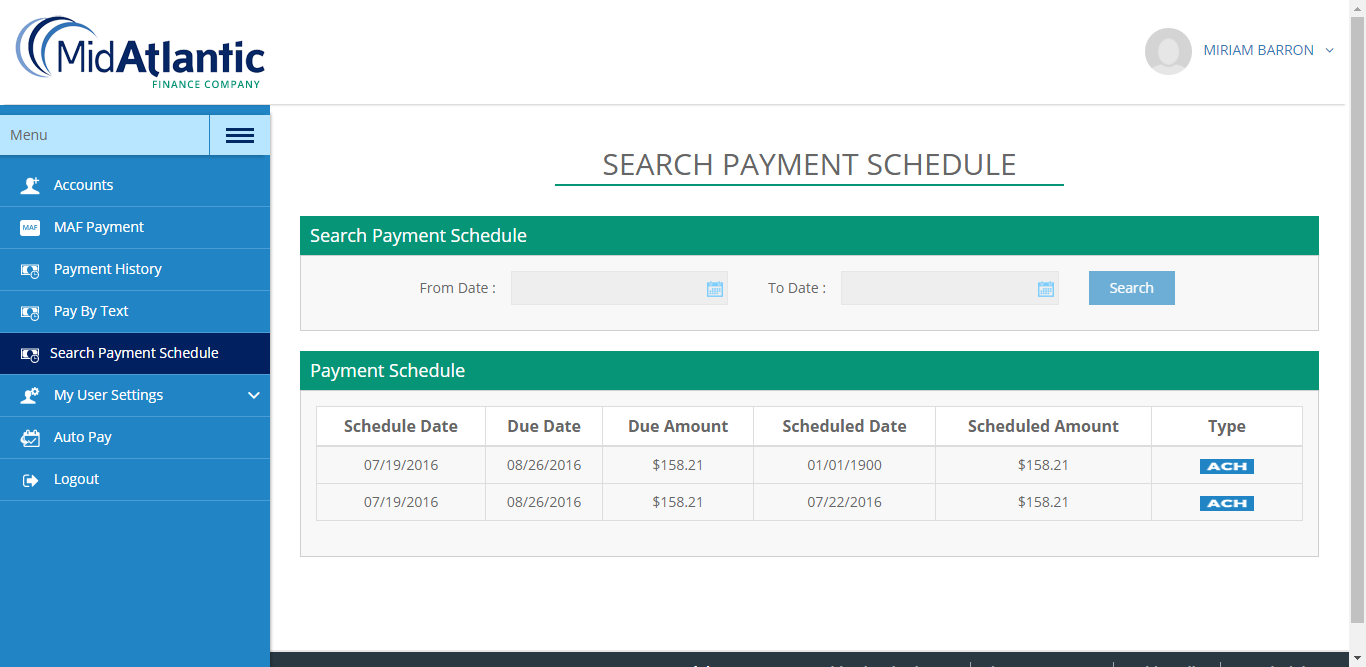 MidAtlantic
FINANCE COMPANY
MIRIAM BARRON
Menu
Accounts
MAF
MAF Payment
Payment History
Pay By Text
Search Payment Schedule
My User Settings
Auto Pay
Logout
SEARCH PAYMENT SCHEDULE
Search Payment Schedule
From Date : To Date : Search
Payment Schedule
Schedule Date Due Date Due Amount Scheduled Date Scheduled Amount Type
07/19/2016 08/26/2016 $158.21 01/01/1900 $158.21 ACH
07/19/2016 08/26/2016 $158.21 07/22/2016 $158.21 ACH